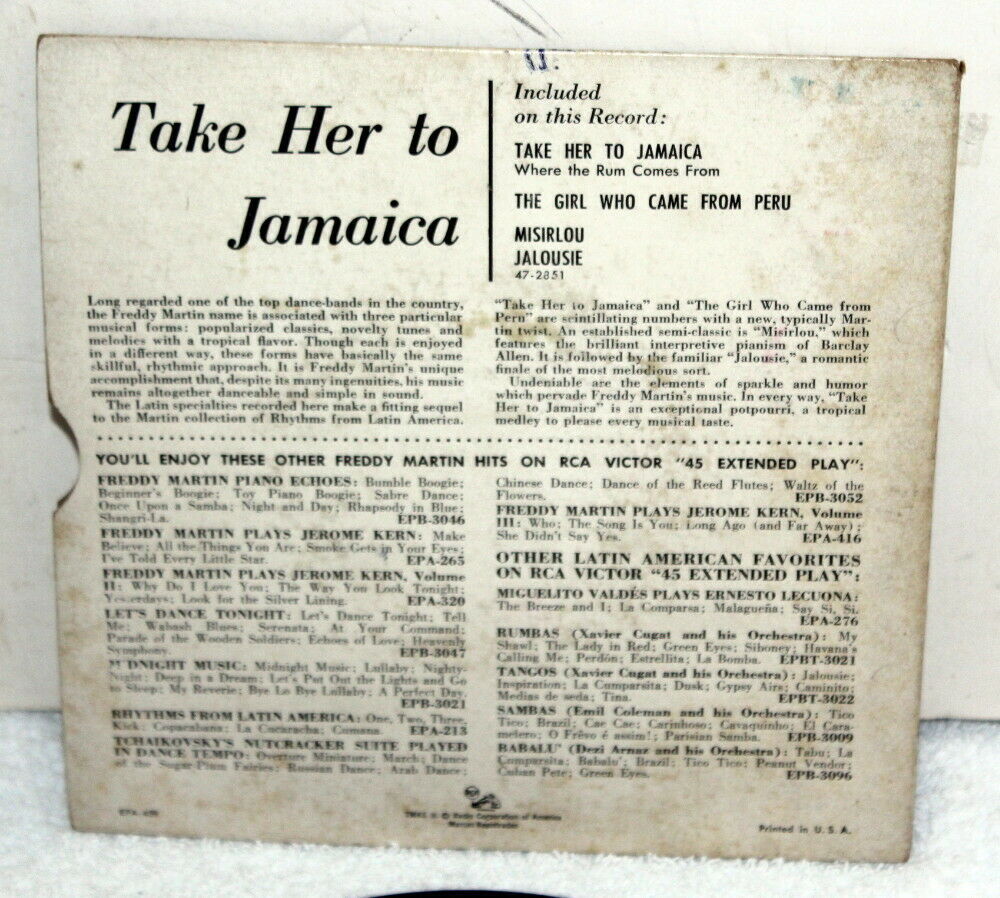 Take Her to
Jamaica
Included
on this Record:
TAKE HER TO JAMAICA
Where the Rum Comes From
THE GIRL WHO CAME FROM PERU
MISIRLOU
JALOUSIE
47-2851
Long regarded one of the top dance-bands in the country,
the Freddy Martin name is associated with three particular
musical forms: popularized classics, novelty tunes and
melodies with a tropical flavor. Though each is enjoyed
in a different way, these forms have basically the same
skillful, rhythmic approach. It is Freddy Martin's unique
accomplishment that, despite its many ingenuities, his music
remains altogether danceable and simple in sound.
The Latin specialties recorded here make a fitting sequel
to the Martin collection of Rhythms from Latin America.
"Take Her to Jamaica" and "The Girl Who Came from
Peru" are scintillating numbers with a new, typically Mar-
tin twist. An established semi-classic is "Misirlou," which
features the brilliant interpretive pianism of Barclay
Allen. It is followed by the familiar "Jalousie," a romantic
finale of the most melodious sort.
Undeniable are the elements of sparkle and humor
which pervade Freddy Martin's music. In every way, "Take
Her to Jamaica" is an exceptional potpourri, a tropical
medley to please every musical taste.
YOU'LL ENJOY THESE OTHER FREDDY MARTIN HITS ON RCA VICTOR "45 EXTENDED PLAY":
FREDDY MARTIN PIANO ECHOES: Bumble Boogie;
Beginner's Boogie; Toy Piano Boogie; Sabre Dance;
Once Upon a Samba; Night and Day; Rhapsody in Blue;
Shangri-La. EPB-3046
FREDDY MARTIN PLAYS JEROME KERN: Make
Believe; All the Things You Are; Smoke Gets in Your Eyes;
I've Told Every Little Star. EPA-265
FREDDY MARTIN PLAYS JEROME KERN, Volume
II: Why Do I Love You; The Way You Look Tonight;
Yesterdays; Look for the Silver Lining. EPA-320
LET'S DANCE TONIGHT: Let's Dance Tonight; Tell
Me; Wabash Blues; Serenata; At Your Command;
Parade of the Wooden Soldiers; Echoes of Love; Heavenly
Symphony. EPB-3047
MIDNIGHT MUSIC: Midnight Music; Lullaby; Nighty-
Night; Deep in a Dream; Let's Put Out the Lights and Go
to Sleep; My Reverie; Bye Lo Bye Lullaby; A Perfect Day.
EPB-3021
RHYTHMS FROM LATIN AMERICA: One, Two, Three,
Kick; Copacabana; La Cucaracha; Cumana. EPA-213
TCHAIKOVSKY'S NUTCRACKER SUITE PLAYED
IN DANCE TEMPO: Overture Miniature; March; Dance
of the Sugar-Plum Fairies; Russian Dance; Arab Dance;
Chinese Dance; Dance of the Reed Flutes; Waltz of the
Flowers. EPB-3052
FREDDY MARTIN PLAYS JEROME KERN, Volume
III: Who; The Song Is You; Long Ago (and Far Away);
She Didn't Say Yes. EPA-416
OTHER LATIN AMERICAN FAVORITES
ON RCA VICTOR "45 EXTENDED PLAY":
MIGUELITO VALDÉS PLAYS ERNESTO LECUONA:
The Breeze and I; La Comparsa; Malagueña; Say Si, Si.
EPA-276
RUMBAS (Xavier Cugat and his Orchestra): My
Shawl; The Lady in Red; Green Eyes; Siboney; Havana's
Calling Me; Perdón; Estrellita; La Bomba. EPBT-3021
TANGOS (Xavier Cugat and his Orchestra): Jalousie;
Inspiration; La Cumparsita; Dusk; Gypsy Airs; Caminito;
Medias de seda; Tina. EPBT-3022
SAMBAS (Emil Coleman and his Orchestra): Tico
Tico; Brazil; Cae Cae; Carinhoso; Cavaquinho; El Cara-
melero; O Frêvo é assim!; Parisian Samba. EPB-3009
BABALU' (Dezi Arnaz and his Orchestra): Tabu; La
Comparsita; Babalu'; Brazil; Tico Tico; Peanut Vendor;
Cuban Pete; Green Eyes. EPB-3096
TMKS ® © Radio Corporation of America
Marcas Registradas
Printed in U. S. A.